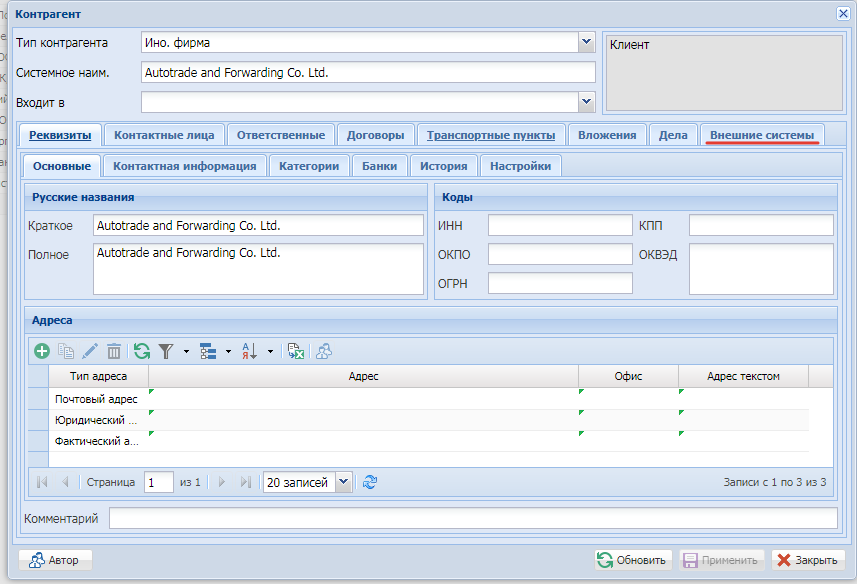 Контрагент
Тип контрагента Ино. фирма Клиент
Системное наим. Autotrade and Forwarding Co. Ltd.
Входит в
Реквизиты Контактные лица Ответственные Договоры Транспортные пункты Вложения Дела Внешние системы
Основные Контактная информация Категории Банки История Настройки
Русские названия Коды
Краткое Autotrade and Forwarding Co. Ltd. ИНН КПП
Полное Autotrade and Forwarding Co. Ltd. ОКПО ОКВЭД
ОГРН
Адреса
Тип адреса Адрес Офис Адрес текстом
Почтовый адрес
Юридический ...
Фактический а...
Страница 1 из 1 20 записей Записи с 1 по 3 из 3
Комментарий
Автор Обновить Применить Закрыть